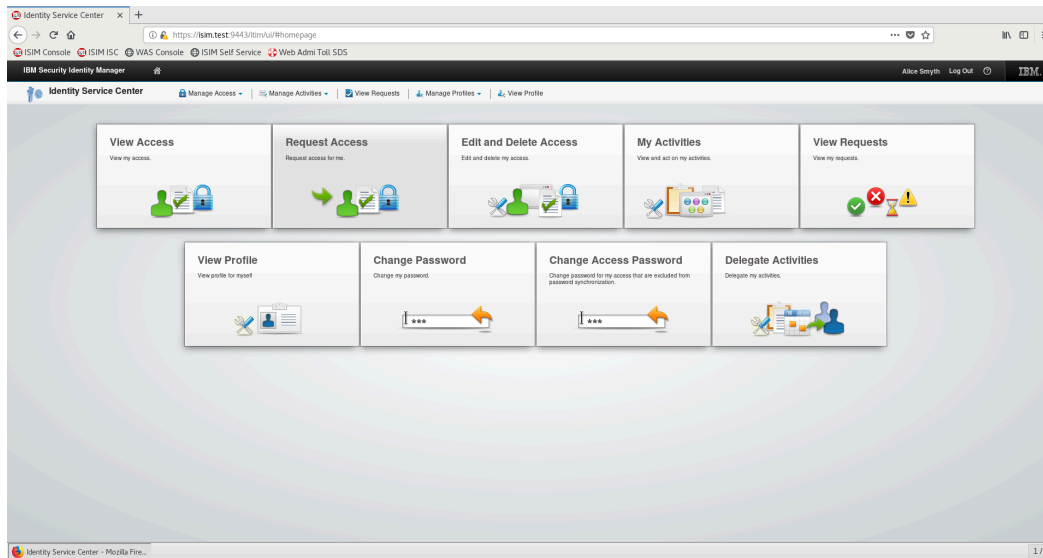 Identity Service Center
https://isim.test:9443/itim/ui/#homepage
ISIM Console ISIM ISC WAS Console ISIM Self Service Web Admi Toll SDS
IBM Security Identity Manager Alice Smyth Log Out IBM.
Identity Service Center Manage Access Manage Activities View Requests Manage Profiles View Profile
View Access
View my access.
Request Access
Request access for me.
Edit and Delete Access
Edit and delete my access.
My Activities
View and act on my activities.
View Requests
View my requests.
View Profile
View profile for myself
Change Password
Change my password.
***
Change Access Password
Change password for my access that are excluded from
password synchronization.
***
Delegate Activities
Delegate my activities.
Identity Service Center - Mozilla Fire... 1 /